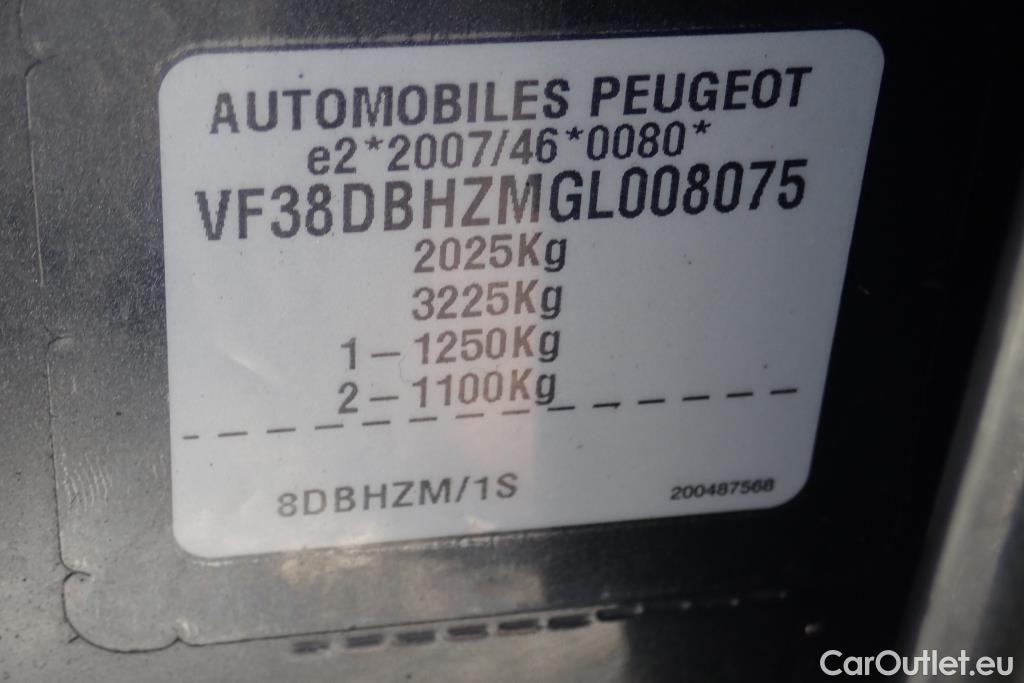 AUTOMOBILES PEUGEOT
e2*2007/46*0080*
VF38DBHZMGL008075
2025Kg
3225Kg
1 – 1250Kg
2 – 1100Kg
8DBHZM/1S
200487568
CarOutlet.eu